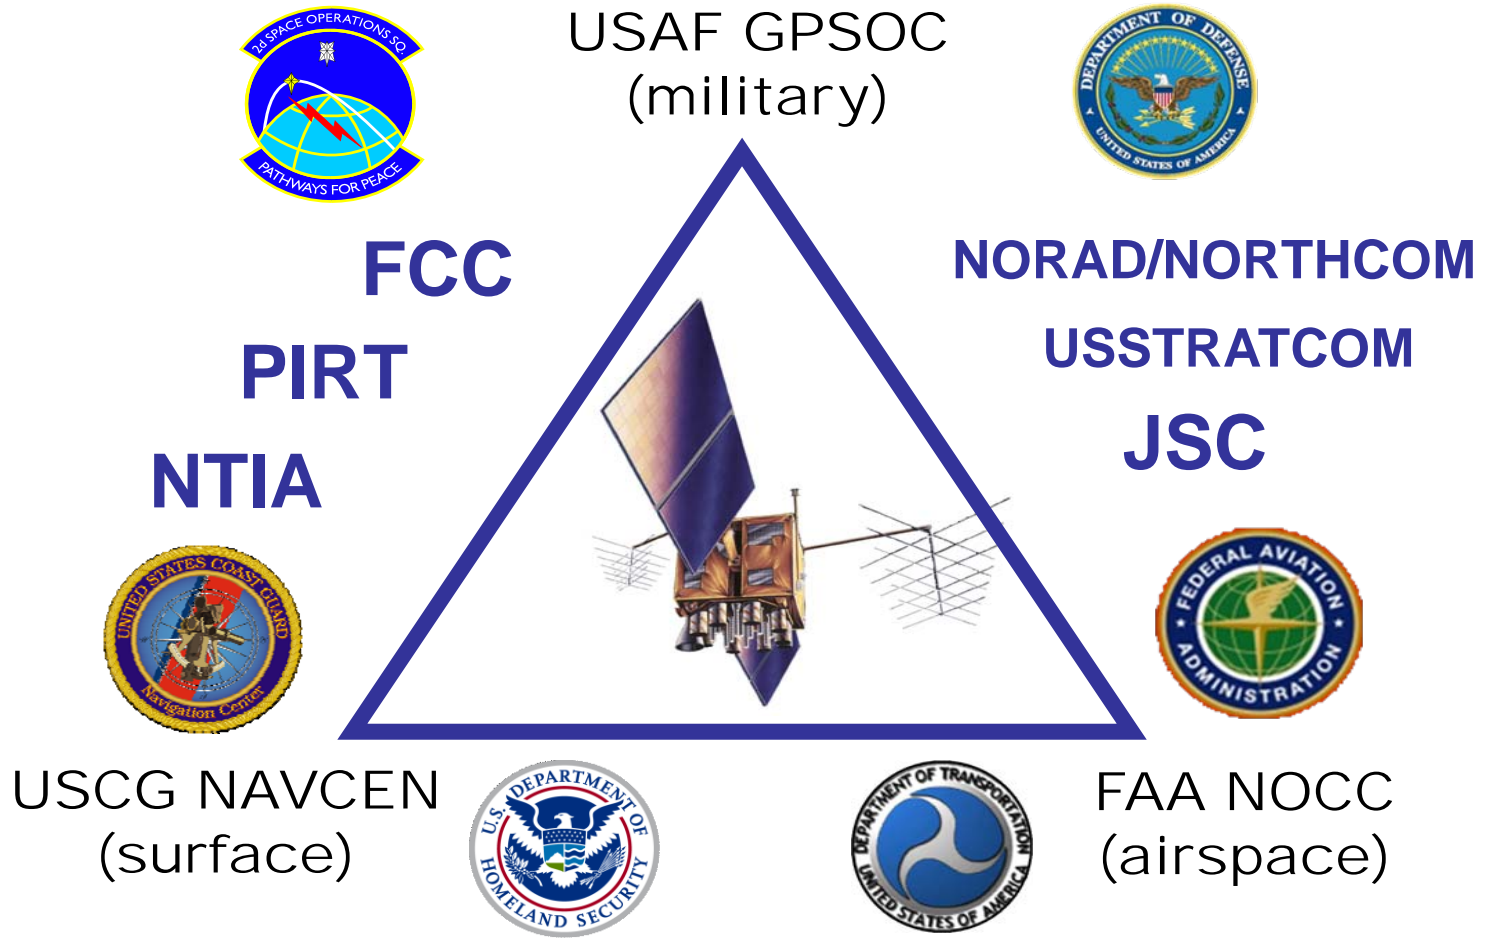 2d SPACE OPERATIONS SQ.
PATHWAYS FOR PEACE
USAF GPSOC
(military)
DEPARTMENT OF DEFENSE
UNITED STATES OF AMERICA
FCC
PIRT
NTIA
NORAD/NORTHCOM
USSTRATCOM
JSC
UNITED STATES COAST GUARD
Navigation Center
FEDERAL AVIATION
ADMINISTRATION
USCG NAVCEN
(surface)
U.S. DEPARTMENT OF
HOMELAND SECURITY
DEPARTMENT OF TRANSPORTATION
UNITED STATES OF AMERICA
FAA NOCC
(airspace)